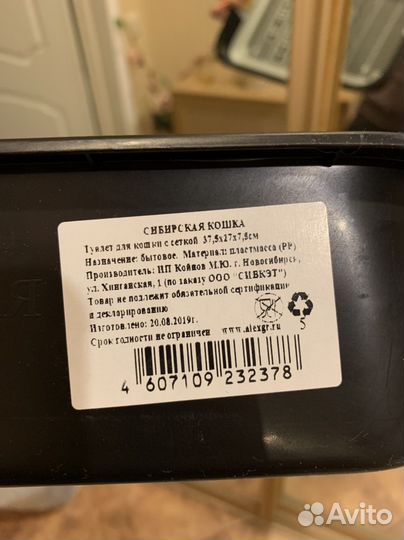 СИБИРСКАЯ КОШКА
Туалет для кошки с сеткой 37,5х27х7,5см
Назначение: бытовое. Материал: пластмасса (РР)
Производитель: ИП Койнов М.Ю. г. Новосибирск,
ул. Хинганская, 1 (по заказу ООО "СИБКЭТ")
Товар не подлежит обязательной сертификации
и декларированию
Изготовлено: 20.08.2019г.
Срок годности не ограничен www.alexgr.ru
5
4 607109 232378
Avito